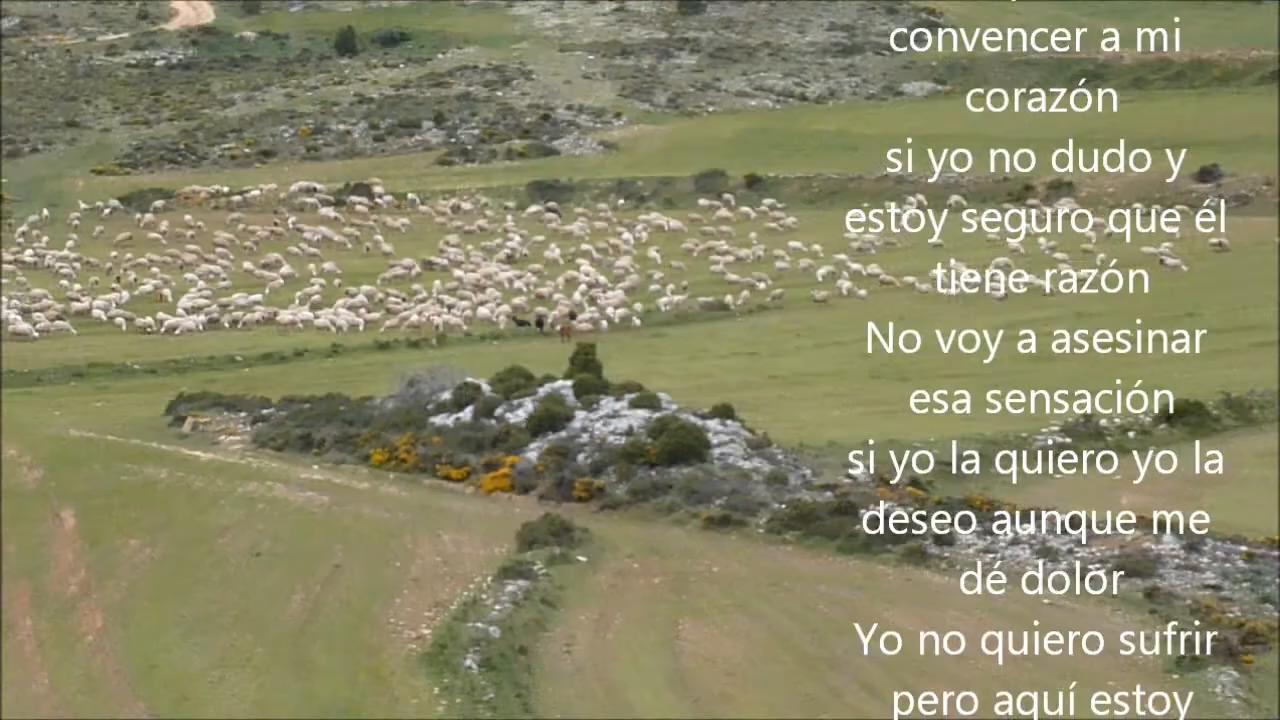 convencer a mi
corazón
si yo no dudo y
estoy seguro que él
tiene razón
No voy a asesinar
esa sensación
si yo la quiero yo la
deseo aunque me
dé dolor
Yo no quiero sufrir
pero aquí estoy